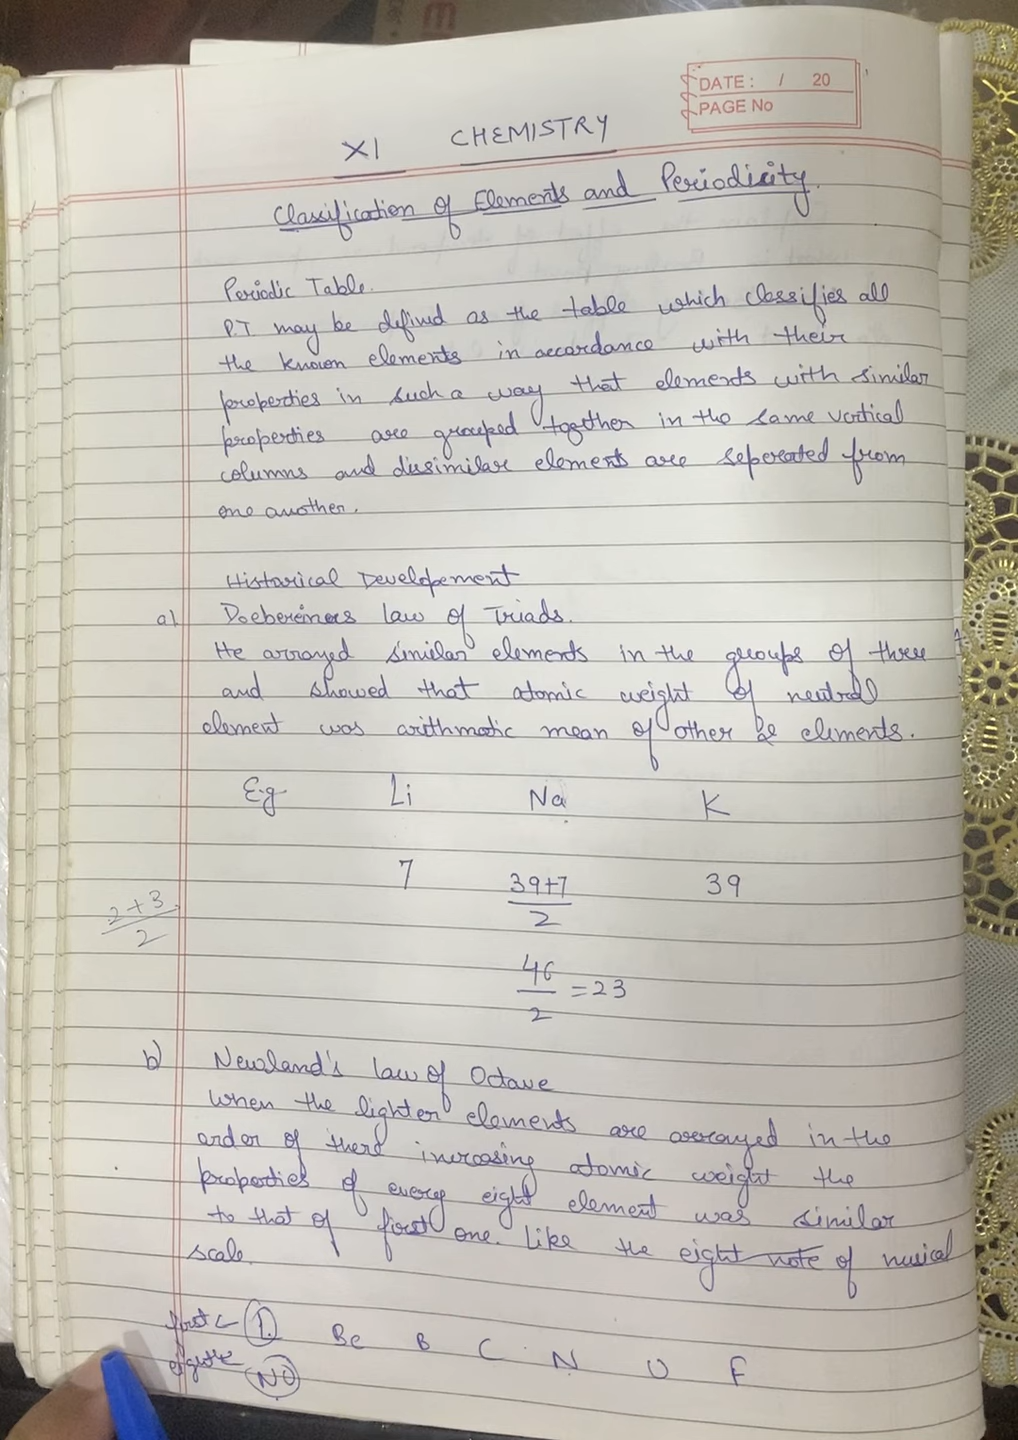 DATE: / 20
PAGE No
XI CHEMISTRY
Classification of Elements and Periodicity.
Periodic Table.
P.T may be defined as the table which classifies all
the known elements in accordance with their
properties in such a way that elements with similar
properties are grouped together in the same vertical
columns and dissimilar elements are seperated from
one another.
Historical Developement
a) Doebereiners law of Triads.
He arrayed similar elements in the groups of three
and showed that atomic weight of neutral
element was arithmatic mean of other elements.
E.g Li Na K
7 39+7 39
2
2+3
2
46
2 = 23
b) Newland's law of Octave
When the lighter elements are arrayed in the
order of increasing atomic weight the
properties of every eight element was similar
to that of first one. Like the eight note of musical
scale.
first Be B C N O F
eight